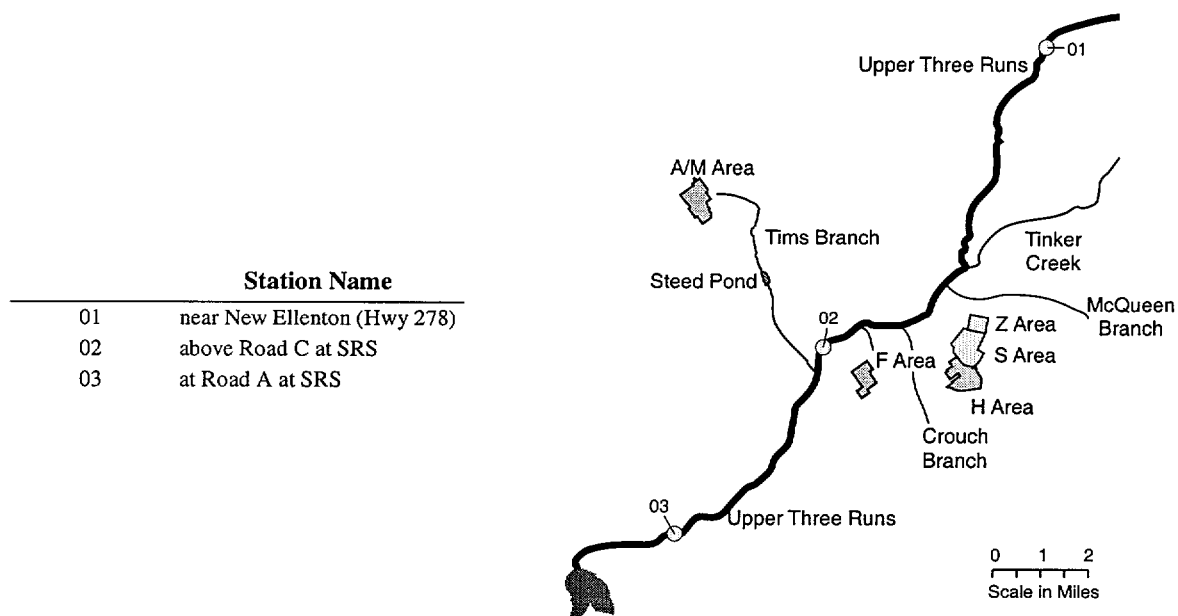 Station Name
01 near New Ellenton (Hwy 278)
02 above Road C at SRS
03 at Road A at SRS
01
Upper Three Runs
A/M Area
Tims Branch
Tinker
Creek
Steed Pond
McQueen
Branch
02
Z Area
F Area
S Area
H Area
Crouch
Branch
03
Upper Three Runs
0 1 2
Scale in Miles